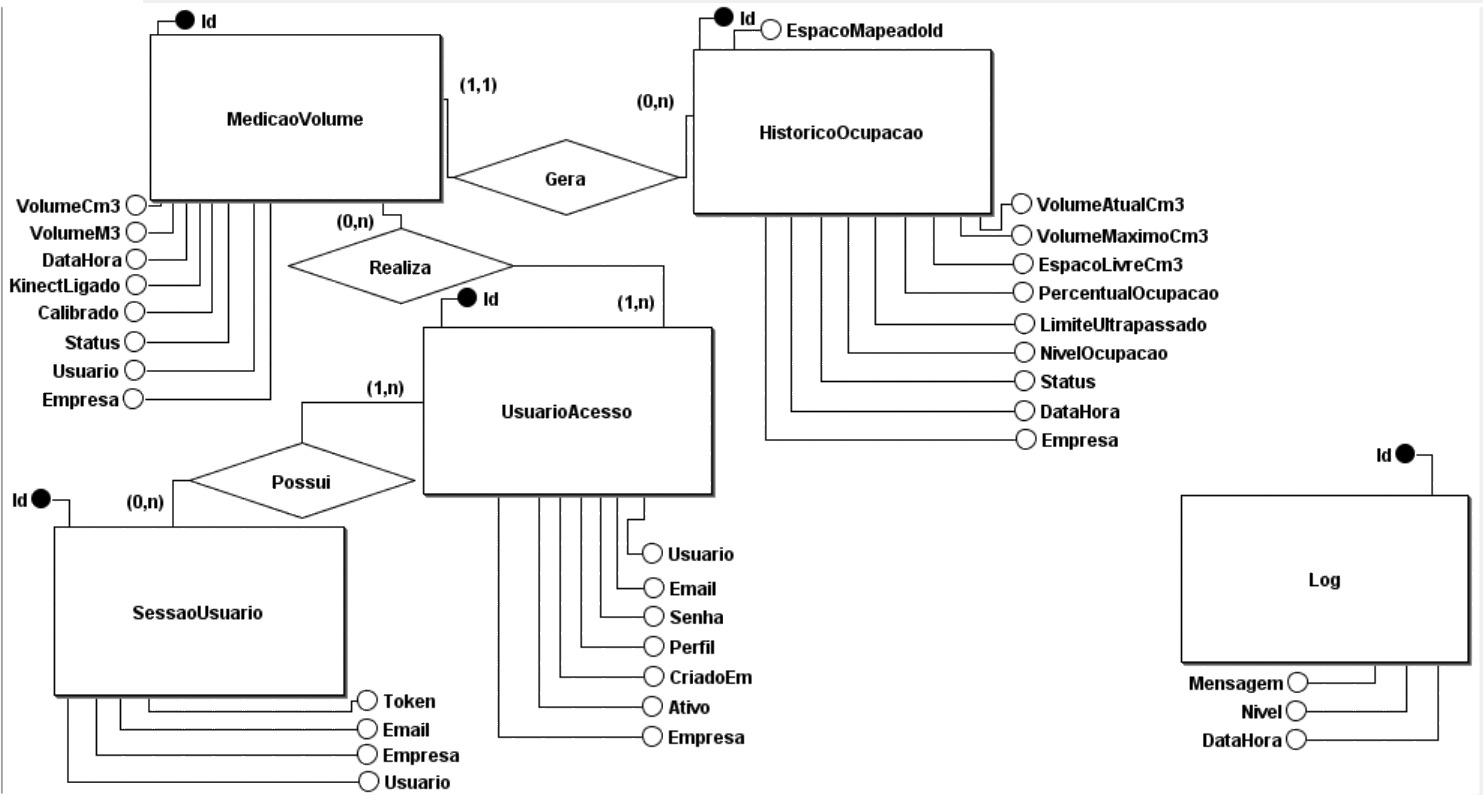 Id
MedicaoVolume
VolumeCm3
VolumeM3
DataHora
KinectLigado
Calibrado
Status
Usuario
Empresa
(1,1)
Gera
(0,n)
Id
EspacoMapeadoId
HistoricoOcupacao
VolumeAtualCm3
VolumeMaximoCm3
EspacoLivreCm3
PercentualOcupacao
LimiteUltrapassado
NivelOcupacao
Status
DataHora
Empresa
(0,n)
Realiza
(1,n)
Id
UsuarioAcesso
Usuario
Email
Senha
Perfil
CriadoEm
Ativo
Empresa
(1,n)
Possui
(0,n)
Id
SessaoUsuario
Token
Email
Empresa
Usuario
Id
Log
Mensagem
Nivel
DataHora